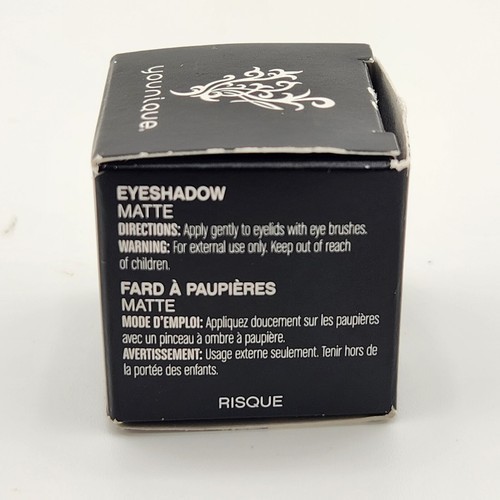 younique.
EYESHADOW
MATTE
DIRECTIONS: Apply gently to eyelids with eye brushes.
WARNING: For external use only. Keep out of reach
of children.
FARD À PAUPIÈRES
MATTE
MODE D'EMPLOI: Appliquez doucement sur les paupières
avec un pinceau à ombre à paupière.
AVERTISSEMENT: Usage externe seulement. Tenir hors de
la portée des enfants.
RISQUE